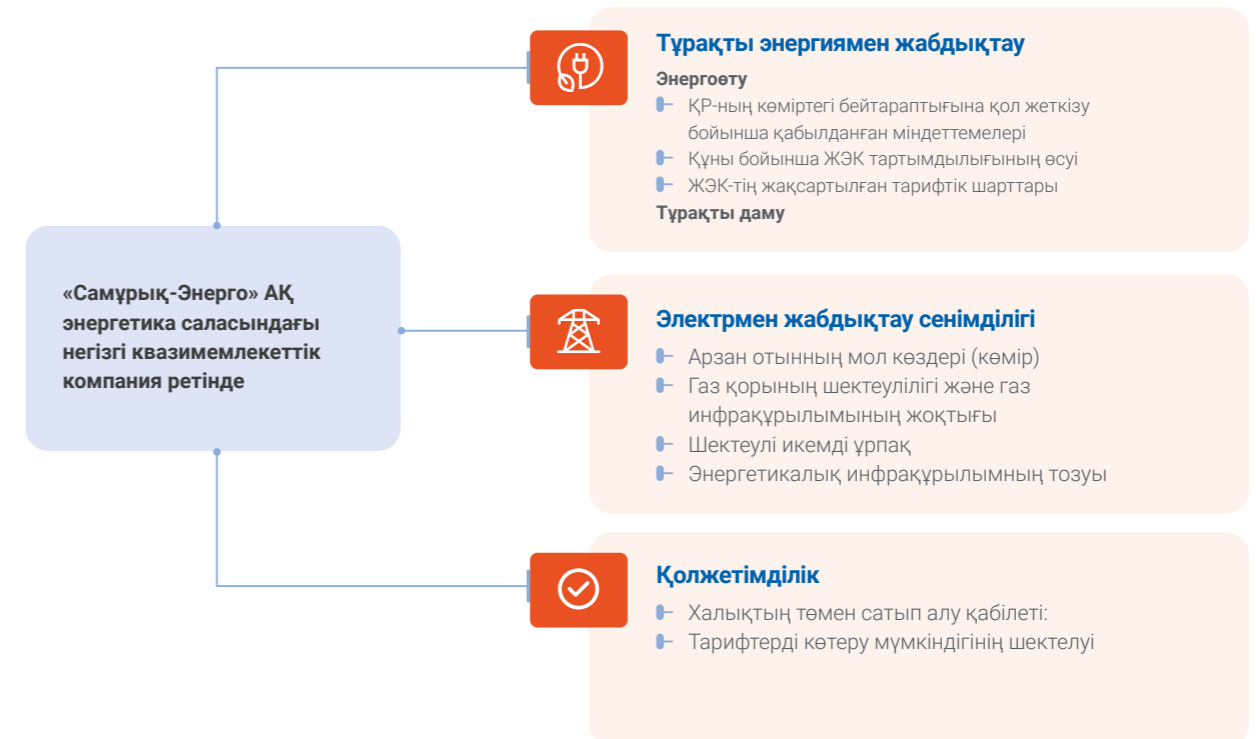 «Самұрық-Энерго» АҚ
энергетика саласындағы
негізгі квазимемлекеттік
компания ретінде
Тұрақты энергиямен жабдықтау
Энергоөту
ҚР-ның көміртегі бейтараптығына қол жеткізу
бойынша қабылданған міндеттемелері
Құны бойынша ЖЭК тартымдылығының өсуі
ЖЭК-тің жақсартылған тарифтік шарттары
Тұрақты даму
Электрмен жабдықтау сенімділігі
Арзан отынның мол көздері (көмір)
Газ қорының шектеулілігі және газ
инфрақұрылымының жоқтығы
Шектеулі икемді ұрпақ
Энергетикалық инфрақұрылымның тозуы
Қолжетімділік
Халықтың төмен сатып алу қабілеті:
Тарифтерді көтеру мүмкіндігінің шектелуі